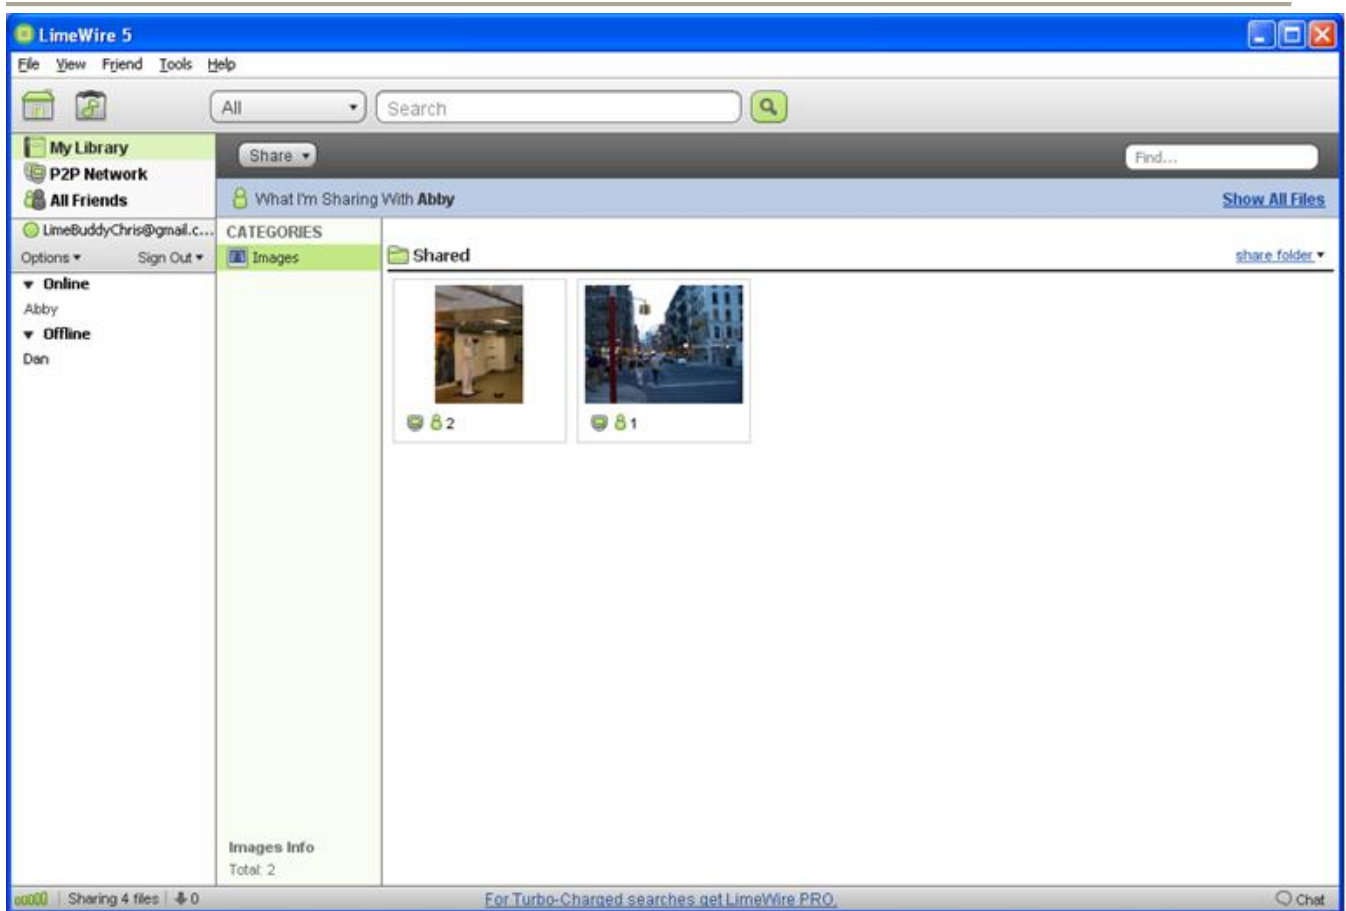 LimeWire 5
File View Friend Tools Help
All Search
My Library
P2P Network
All Friends
LimeBuddyChris@gmail.c...
Options Sign Out
Online
Abby
Offline
Dan
Share Find...
What I'm Sharing With Abby Show All Files
CATEGORIES
Images
Shared share folder
2 1
Images Info
Total: 2
Sharing 4 files 0 For Turbo-Charged searches get LimeWire PRO. Chat